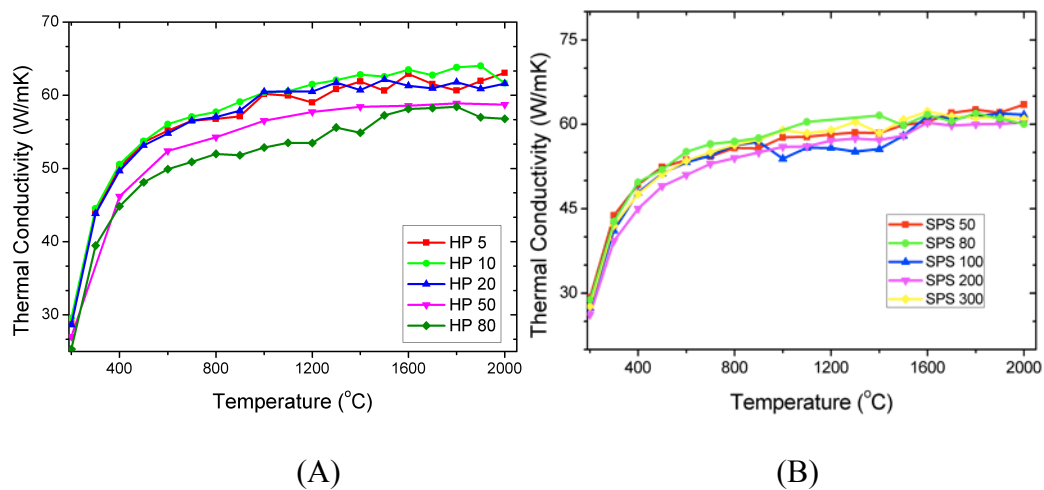 70
60
50
40
30
Thermal Conductivity (W/mK)
400 800 1200 1600 2000
Temperature (°C)
HP 5
HP 10
HP 20
HP 50
HP 80
(A)
75
60
45
30
Thermal Conductivity (W/mK)
400 800 1200 1600 2000
Temperature (°C)
SPS 50
SPS 80
SPS 100
SPS 200
SPS 300
(B)